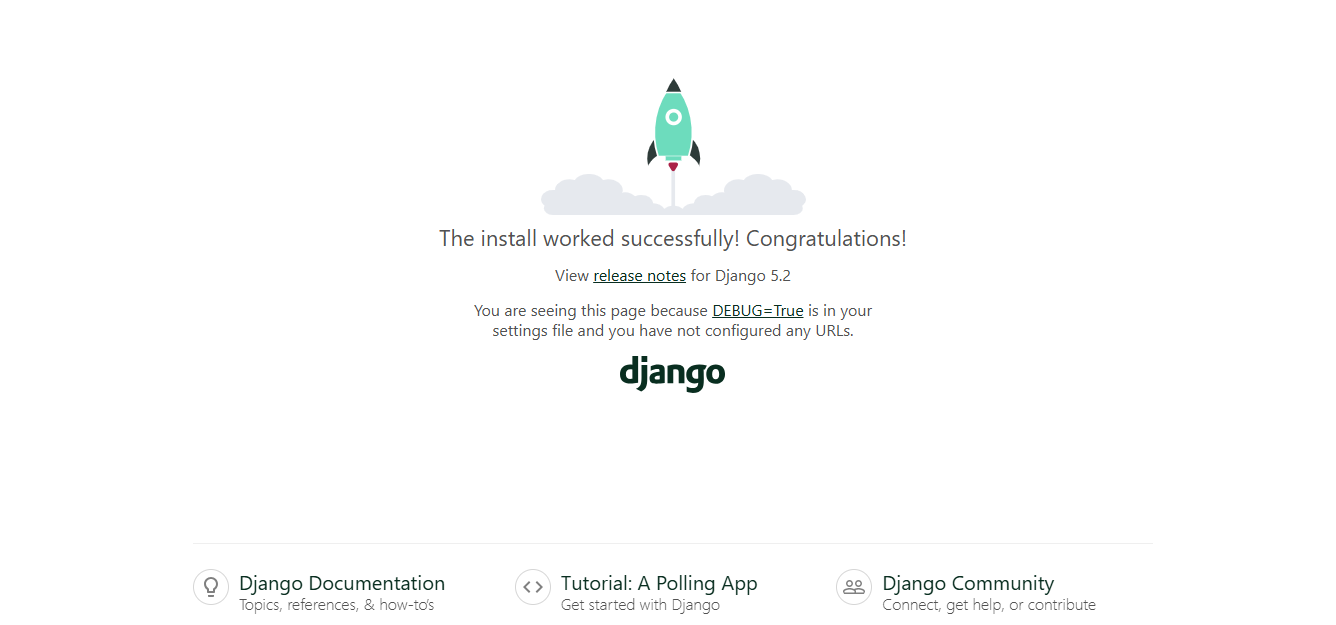 The install worked successfully! Congratulations!
View release notes for Django 5.2
You are seeing this page because DEBUG=True is in your
settings file and you have not configured any URLs.
django
Django Documentation
Topics, references, & how-to's
Tutorial: A Polling App
Get started with Django
Django Community
Connect, get help, or contribute